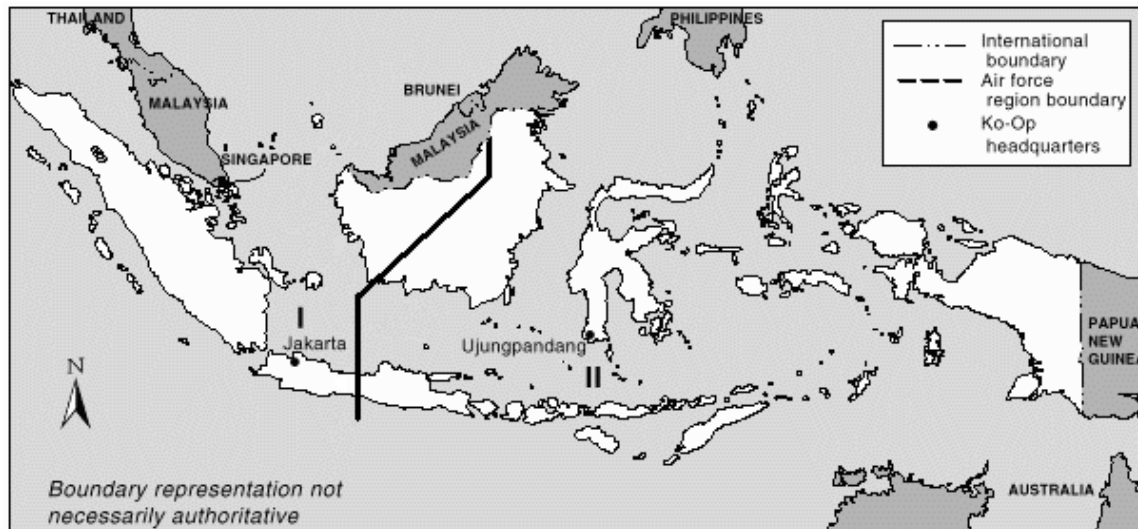 THAILAND
PHILIPPINES
International
boundary
Air force
region boundary
Ko-Op
headquarters
BRUNEI
MALAYSIA
MALAYSIA
SINGAPORE
I
Jakarta
Ujungpandang
II
PAPUA
NEW
GUINEA
N
AUSTRALIA
Boundary representation not
necessarily authoritative